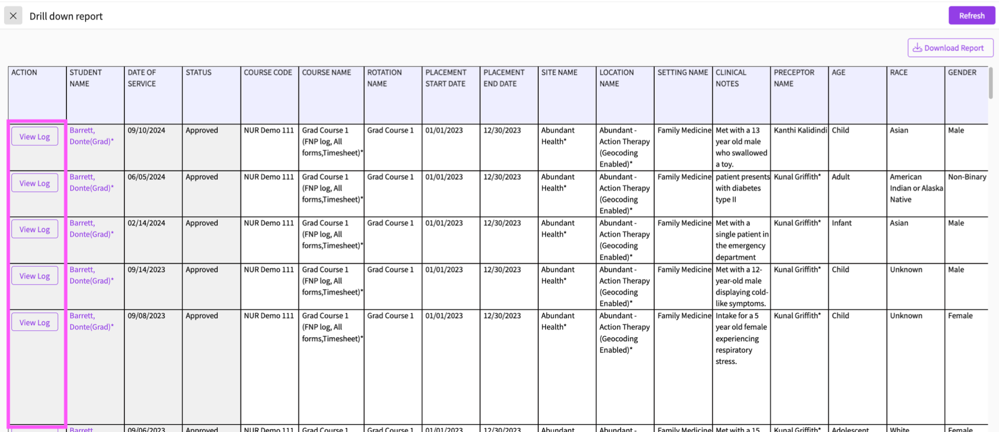 Drill down report
Refresh
Download Report
ACTION
STUDENT
NAME
DATE OF
SERVICE
STATUS
COURSE CODE
COURSE NAME
ROTATION
NAME
PLACEMENT
START DATE
PLACEMENT
END DATE
SITE NAME
LOCATION
NAME
SETTING NAME
CLINICAL
NOTES
PRECEPTOR
NAME
AGE
RACE
GENDER
View Log
Barrett,
Donte(Grad)*
09/10/2024
Approved
NUR Demo 111
Grad Course 1
(FNP log, All
forms,Timesheet)*
Grad Course 1
01/01/2023
12/30/2023
Abundant
Health*
Abundant -
Action Therapy
(Geocoding
Enabled)*
Family Medicine
Met with a 13
year old male
who swallowed
a toy.
Kanthi Kalidindi
Child
Asian
Male
View Log
Barrett,
Donte(Grad)*
06/05/2024
Approved
NUR Demo 111
Grad Course 1
(FNP log, All
forms,Timesheet)*
Grad Course 1
01/01/2023
12/30/2023
Abundant
Health*
Abundant -
Action Therapy
(Geocoding
Enabled)*
Family Medicine
patient presents
with diabetes
type II
Kunal Griffith*
Adult
American
Indian or Alaska
Native
Non-Binary
View Log
Barrett,
Donte(Grad)*
02/14/2024
Approved
NUR Demo 111
Grad Course 1
(FNP log, All
forms,Timesheet)*
Grad Course 1
01/01/2023
12/30/2023
Abundant
Health*
Abundant -
Action Therapy
(Geocoding
Enabled)*
Family Medicine
Met with a
single patient in
the emergency
department
Kunal Griffith*
Infant
Asian
Male
View Log
Barrett,
Donte(Grad)*
09/14/2023
Approved
NUR Demo 111
Grad Course 1
(FNP log, All
forms,Timesheet)*
Grad Course 1
01/01/2023
12/30/2023
Abundant
Health*
Abundant -
Action Therapy
(Geocoding
Enabled)*
Family Medicine
Met with a 12-
year-old male
displaying cold-
like symptoms.
Kunal Griffith*
Child
Unknown
Male
View Log
Barrett,
Donte(Grad)*
09/08/2023
Approved
NUR Demo 111
Grad Course 1
(FNP log, All
forms,Timesheet)*
Grad Course 1
01/01/2023
12/30/2023
Abundant
Health*
Abundant -
Action Therapy
(Geocoding
Enabled)*
Family Medicine
Intake for a 5
year old female
experiencing
respiratory
stress.
Kunal Griffith*
Child
Unknown
Female
Barrett
09/06/2023
Approved
NUR Demo 111
Grad Course 1
Grad Course 1
01/01/2023
12/30/2023
Abundant
Abundant -
Family Medicine
Met with a 15
Kunal Griffith*
Adolescent
White
Female